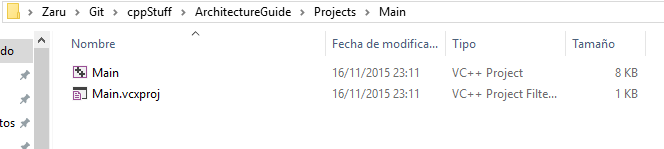 Zaru > Git > cppStuff > ArchitectureGuide > Projects > Main
Nombre Fecha de modifica... Tipo Tamaño
do
Main 16/11/2015 23:11 VC++ Project 8 KB
Main.vcxproj 16/11/2015 23:11 VC++ Project Filte... 1 KB
tos